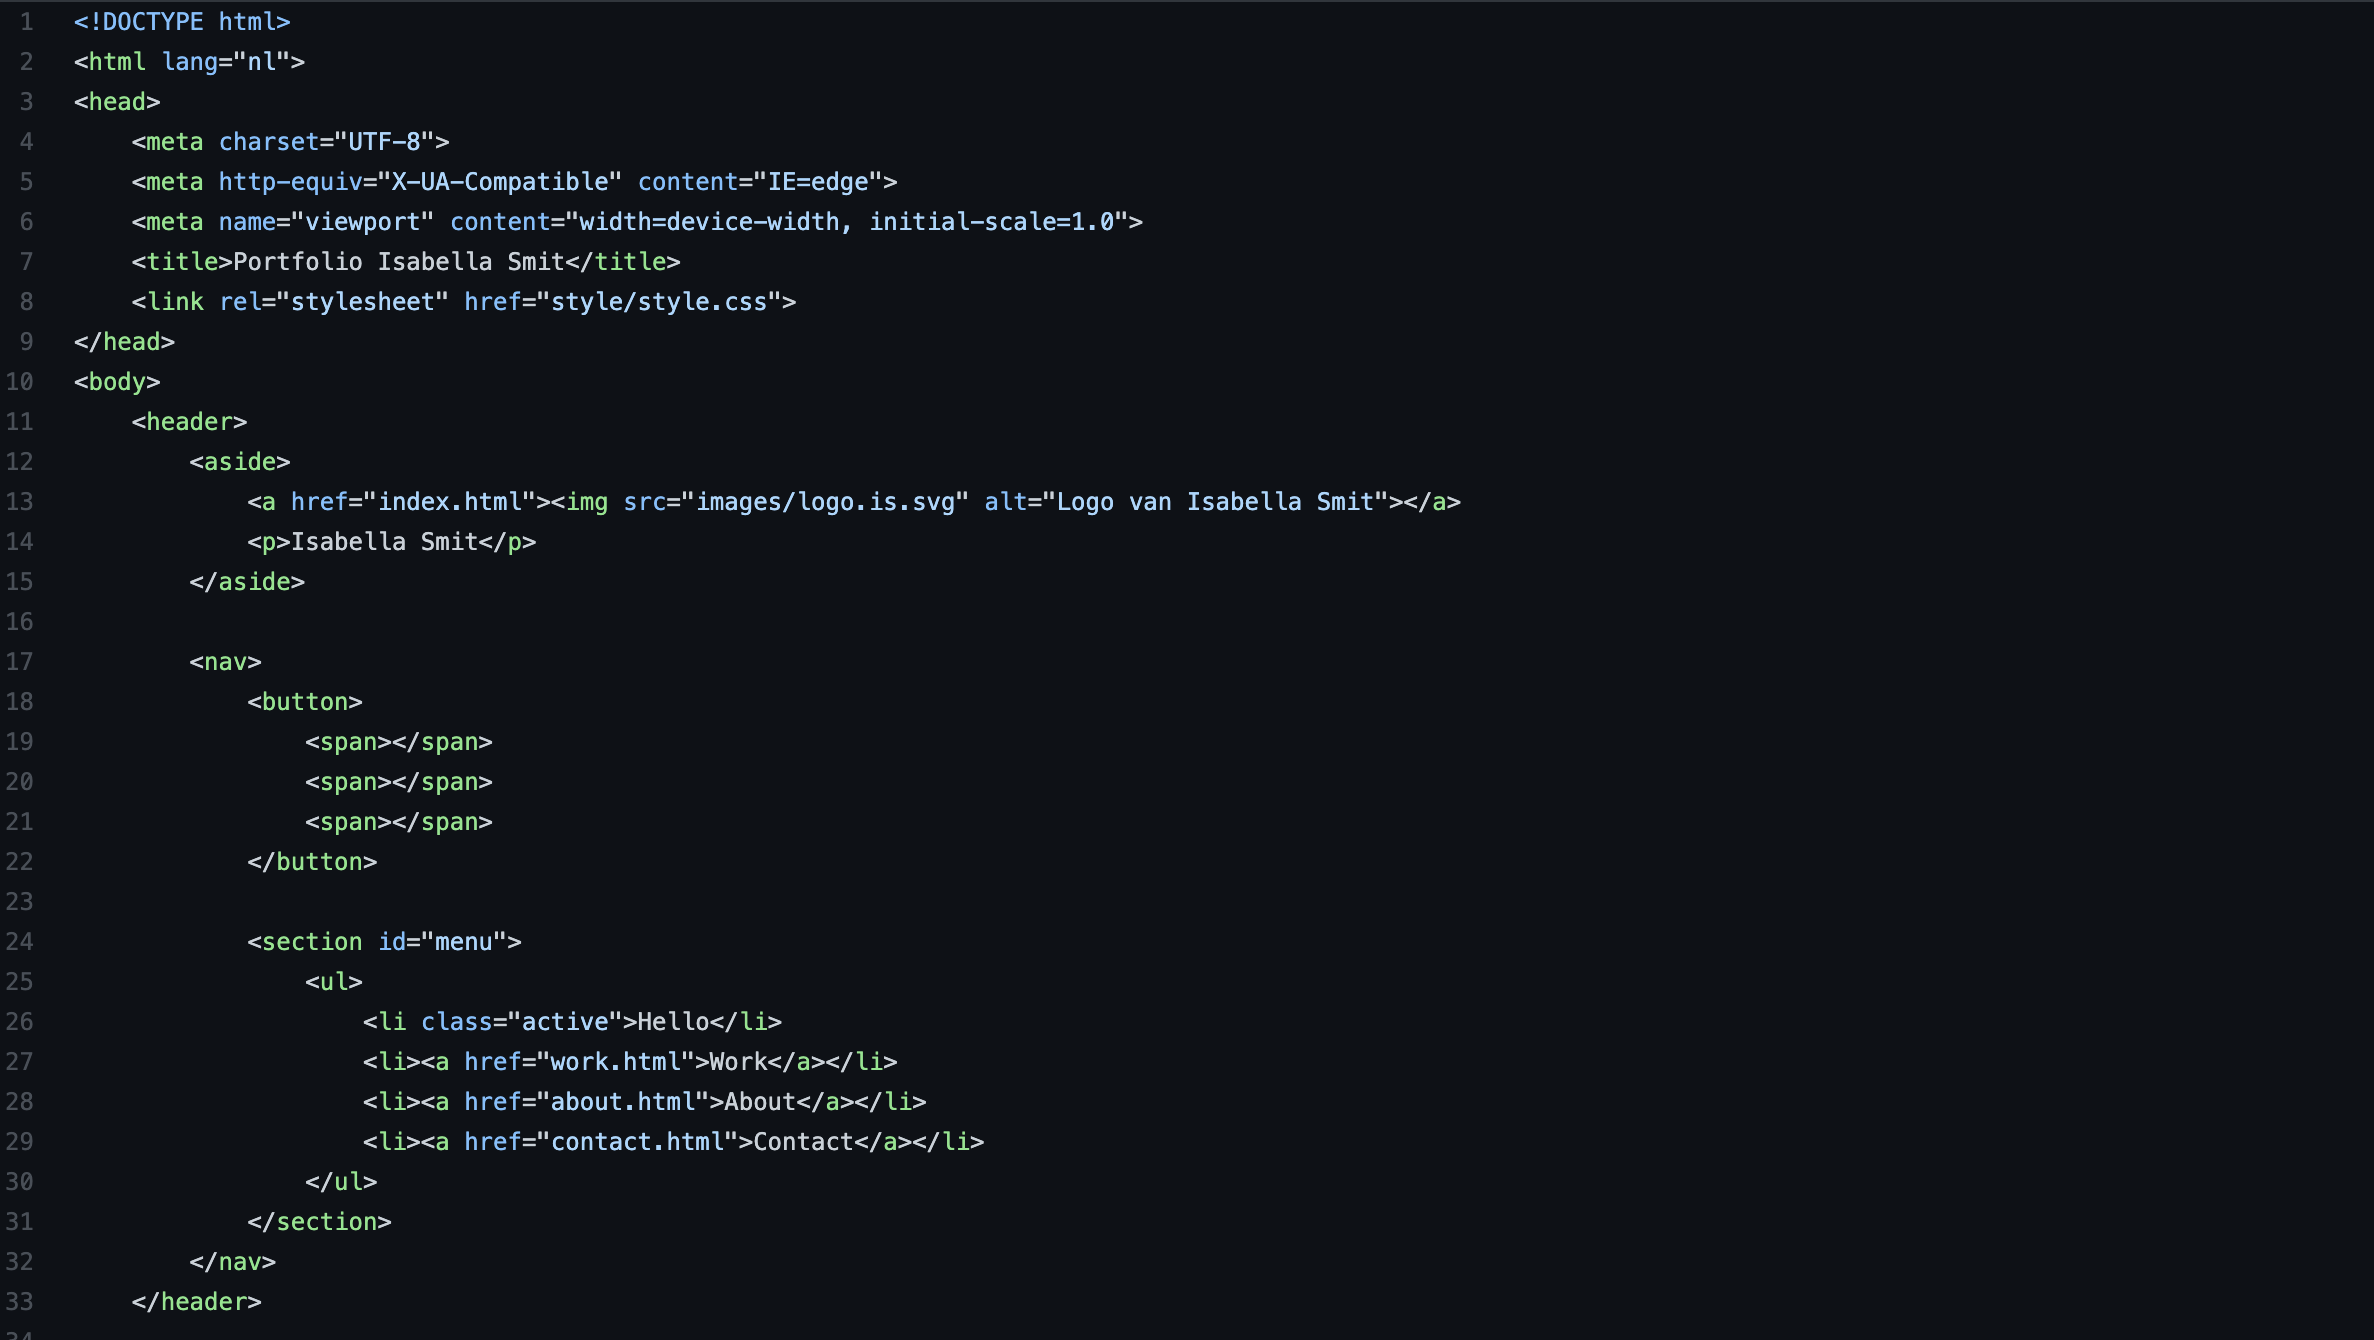 1 <!DOCTYPE html>
2 <html lang="nl">
3 <head>
4     <meta charset="UTF-8">
5     <meta http-equiv="X-UA-Compatible" content="IE=edge">
6     <meta name="viewport" content="width=device-width, initial-scale=1.0">
7     <title>Portfolio Isabella Smit</title>
8     <link rel="stylesheet" href="style/style.css">
9 </head>
10 <body>
11     <header>
12         <aside>
13             <a href="index.html"><img src="images/logo.is.svg" alt="Logo van Isabella Smit"></a>
14             <p>Isabella Smit</p>
15         </aside>
16
17         <nav>
18             <button>
19                 <span></span>
20                 <span></span>
21                 <span></span>
22             </button>
23
24             <section id="menu">
25                 <ul>
26                     <li class="active">Hello</li>
27                     <li><a href="work.html">Work</a></li>
28                     <li><a href="about.html">About</a></li>
29                     <li><a href="contact.html">Contact</a></li>
30                 </ul>
31             </section>
32         </nav>
33     </header>
34